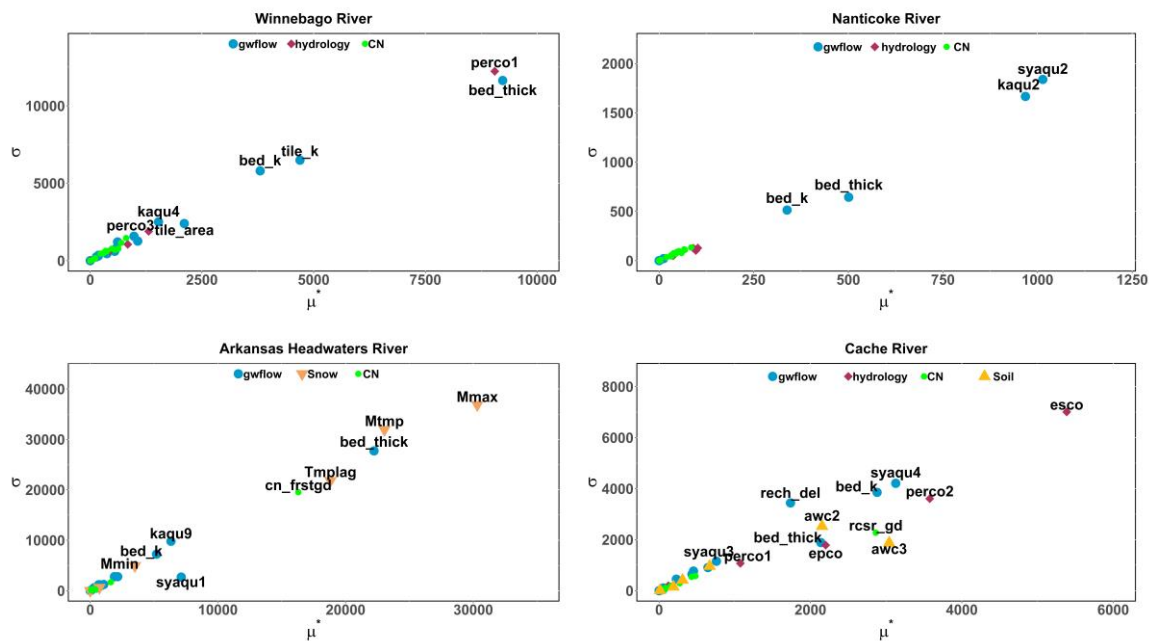 Winnebago River
gwflow hydrology CN
perco1
bed_thick
tile_k
bed_k
kaqu4
perco3
tile_area
σ
10000
5000
0
0 2500 5000 7500 10000
μ*
Nanticoke River
gwflow hydrology CN
syaqu2
kaqu2
bed_thick
bed_k
σ
2000
1500
1000
500
0
0 250 500 750 1000 1250
μ*
Arkansas Headwaters River
gwflow Snow CN
Mmax
Mtmp
bed_thick
Tmplag
cn_frstgd
kaqu9
bed_k
Mmin
syaqu1
σ
40000
30000
20000
10000
0
0 10000 20000 30000
μ*
Cache River
gwflow hydrology CN Soil
esco
syaqu4
bed_k
rech_del
perco2
awc2
rcsr_gd
bed_thick
awc3
epco
syaqu3
perco1
σ
8000
6000
4000
2000
0
0 2000 4000 6000
μ*